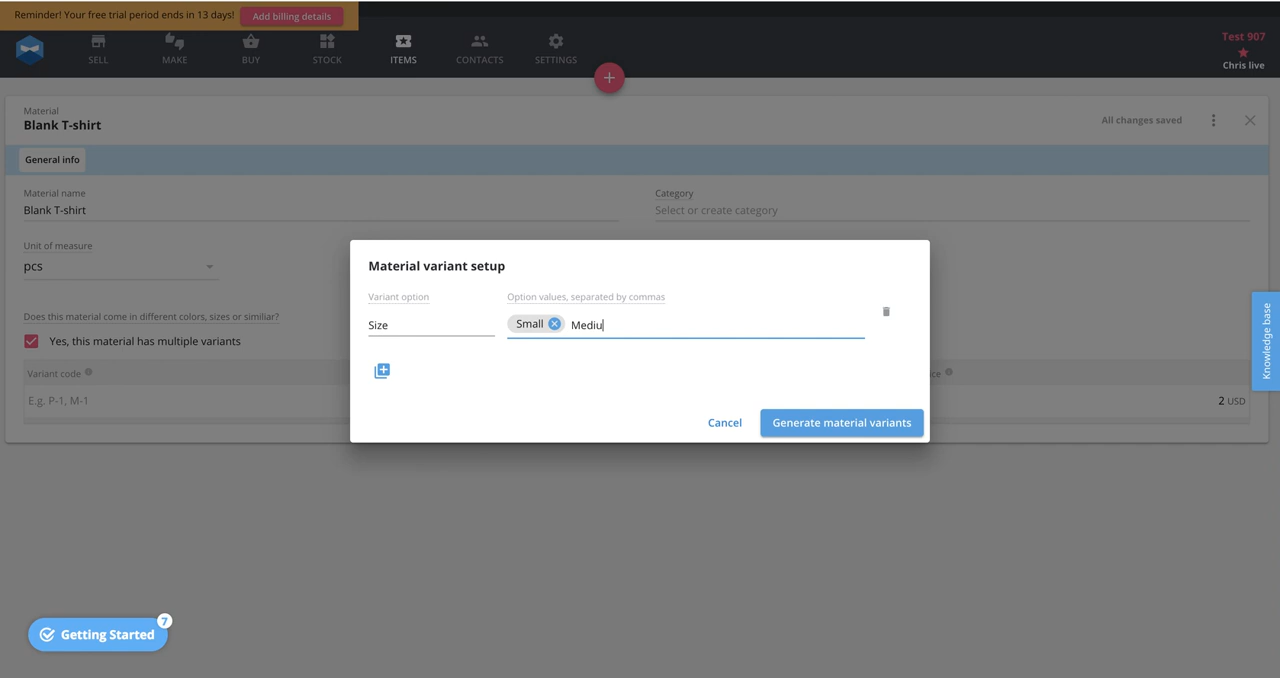 Reminder! Your free trial period ends in 13 days! Add billing details
SELL MAKE BUY STOCK ITEMS CONTACTS SETTINGS
Test 907
Chris live
+
Material
Blank T-shirt
All changes saved
General info
Material name
Blank T-shirt
Category
Select or create category
Unit of measure
pcs
Does this material come in different colors, sizes or similiar?
Yes, this material has multiple variants
Variant code
E.g. P-1, M-1
2 USD
Material variant setup
Variant option
Option values, separated by commas
Size
Small Mediu
Cancel
Generate material variants
Knowledge base
Getting Started
7